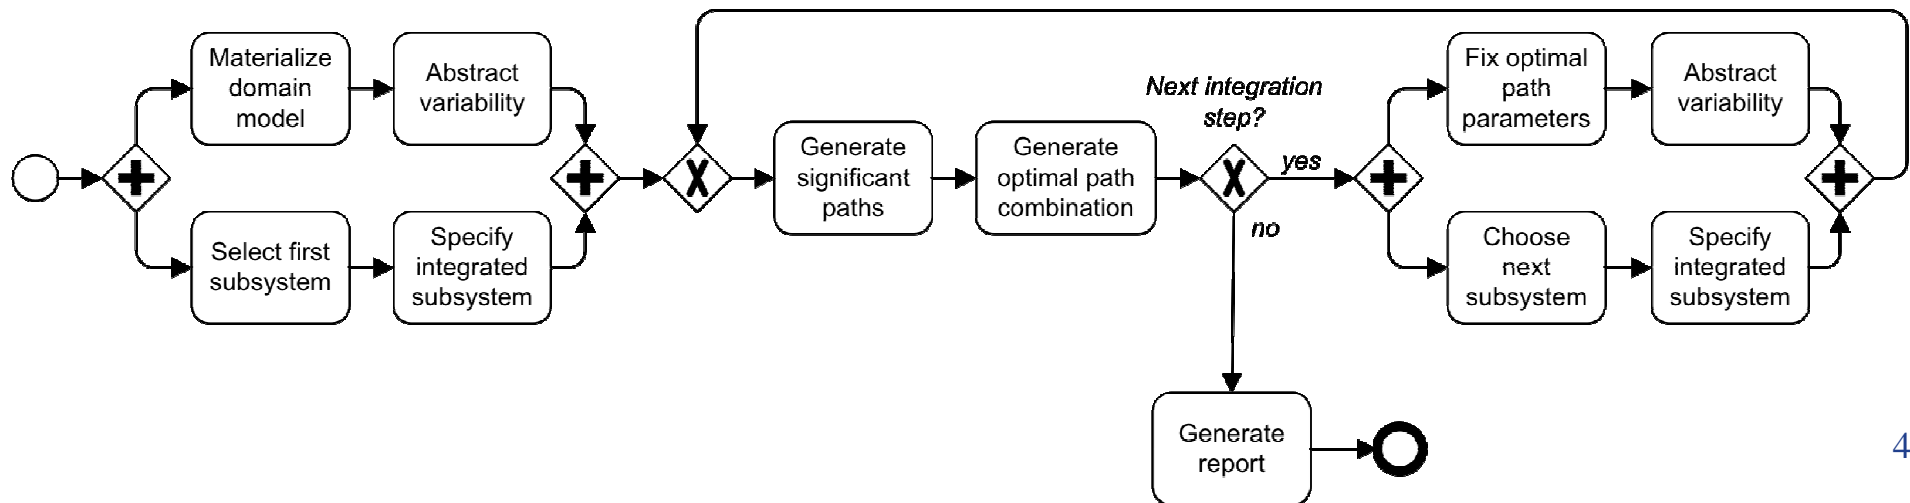 Materialize
domain
model
Abstract
variability
Select first
subsystem
Specify
integrated
subsystem
Generate
significant
paths
Generate
optimal path
combination
Next integration
step?
yes
no
Fix optimal
path
parameters
Abstract
variability
Choose
next
subsystem
Specify
integrated
subsystem
Generate
report
4